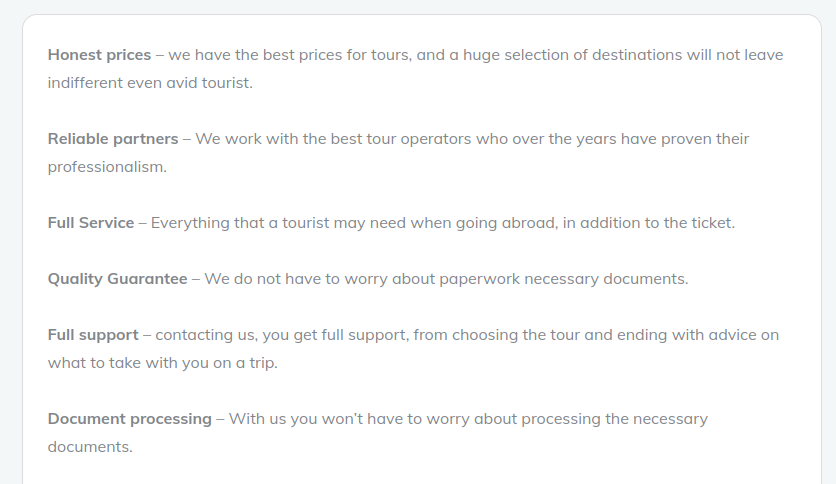 Honest prices – we have the best prices for tours, and a huge selection of destinations will not leave
indifferent even avid tourist.
Reliable partners – We work with the best tour operators who over the years have proven their
professionalism.
Full Service – Everything that a tourist may need when going abroad, in addition to the ticket.
Quality Guarantee – We do not have to worry about paperwork necessary documents.
Full support – contacting us, you get full support, from choosing the tour and ending with advice on
what to take with you on a trip.
Document processing – With us you won’t have to worry about processing the necessary
documents.